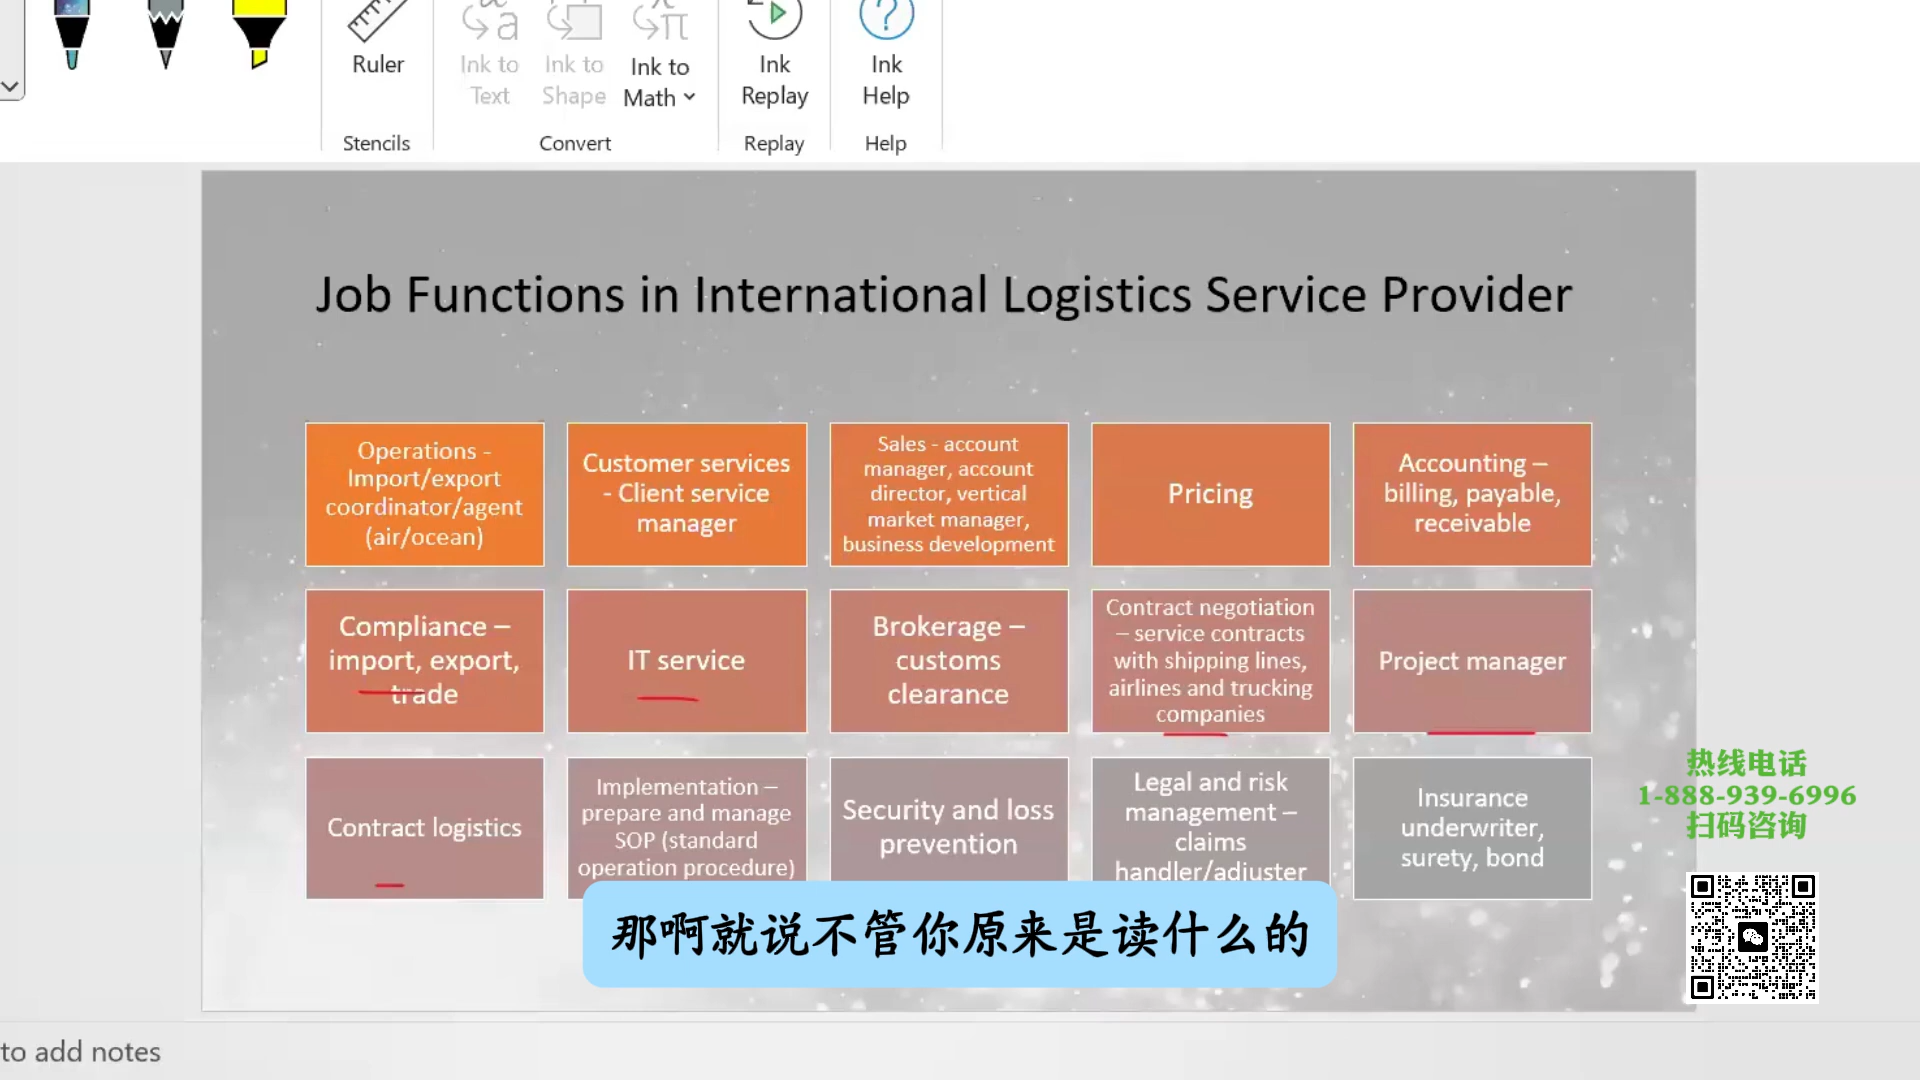 Ruler
Ink to
Text
Ink to
Shape
Ink to
Math
Ink
Replay
Ink
Help
Stencils
Convert
Replay
Help
Job Functions in International Logistics Service Provider
Operations -
Import/export
coordinator/agent
(air/ocean)
Customer services
- Client service
manager
Sales - account
manager, account
director, vertical
market manager,
business development
Pricing
Accounting –
billing, payable,
receivable
Compliance –
import, export,
trade
IT service
Brokerage –
customs
clearance
Contract negotiation
– service contracts
with shipping lines,
airlines and trucking
companies
Project manager
Contract logistics
Implementation –
prepare and manage
SOP (standard
operation procedure)
Security and loss
prevention
Legal and risk
management –
claims
handler/adjuster
Insurance
underwriter,
surety, bond
热线电话
1-888-939-6996
扫码咨询
那啊就说不管你原来是读什么的
to add notes